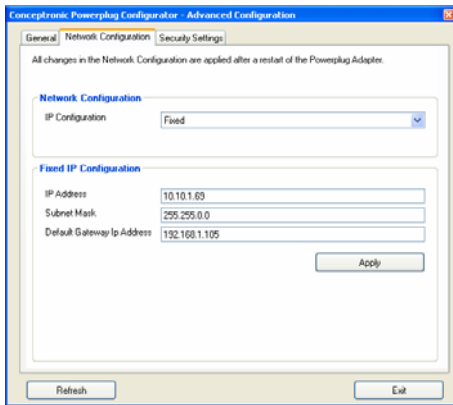 Conceptronic Powerplug Configurator - Advanced Configuration
General Network Configuration Security Settings
All changes in the Network Configuration are applied after a restart of the Powerplug Adapter.
Network Configuration
IP Configuration Fixed
Fixed IP Configuration
IP Address 10.10.1.69
Subnet Mask 255.255.0.0
Default Gateway Ip Address 192.168.1.105
Apply
Refresh Exit